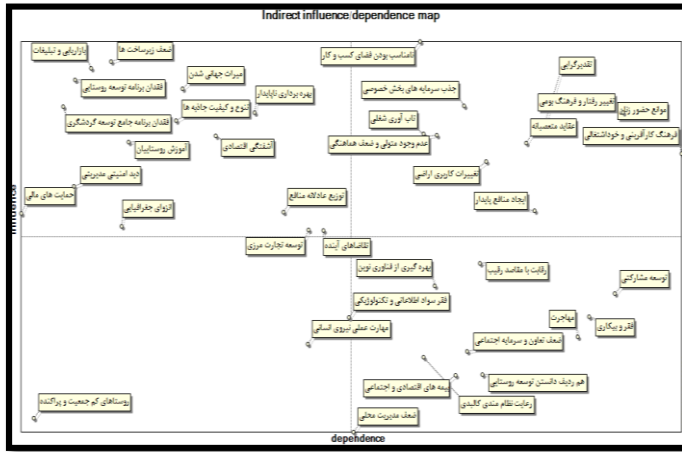 Indirect influence/dependence map
بازاریابی و تبلیغات
ضعف زیرساخت ها
نامناسب بودن فضای کسب و کار
تقدیرگرایی
میراث جهانی شدن
فقدان برنامه توسعه روستایی
بهره برداری ناپایدار
جذب سرمایه های بخش خصوصی
تغییر رفتار و فرهنگ بومی
موانع حضور زنان
تنوع و کیفیت جاذبه ها
فقدان برنامه جامع توسعه گردشگری
تاب آوری شغلی
عقاید متعصبانه
فرهنگ کارآفرینی و خوداشتغالی
آموزش روستاییان
آشفتگی اقتصادی
عدم وجود متولی و ضعف هماهنگی
دید امنیتی مدیریتی
تغییرات کاربری اراضی
حمایت های مالی
توزیع عادلانه منافع
ایجاد منافع پایدار
انزوای جغرافیایی
influence
توسعه تجارت مرزی
تقاضاهای آینده
بهره گیری از فناوری نوین
رقابت با مقاصد رقیب
توسعه مشارکتی
فقر سواد اطلاعاتی و تکنولوژیکی
مهاجرت
فقر و بیکاری
مهارت عملی نیروی انسانی
ضعف تعاون و سرمایه اجتماعی
بیمه های اقتصادی و اجتماعی
هم ردیف دانستن توسعه روستایی
روستاهای کم جمعیت و پراکنده
رعایت نظام مندی کالبدی
ضعف مدیریت محلی
dependence